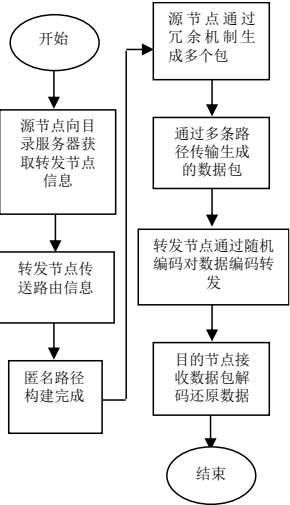 开始
源节点向目
录服务器获
取转发节点
信息
转发节点传
送路由信息
匿名路径
构建完成
源节点通过
冗余机制生
成多个包
通过多条路
径传输生成
的数据包
转发节点通过随机
编码对数据编码转
发
目的节点接
收数据包解
码还原数据
结束